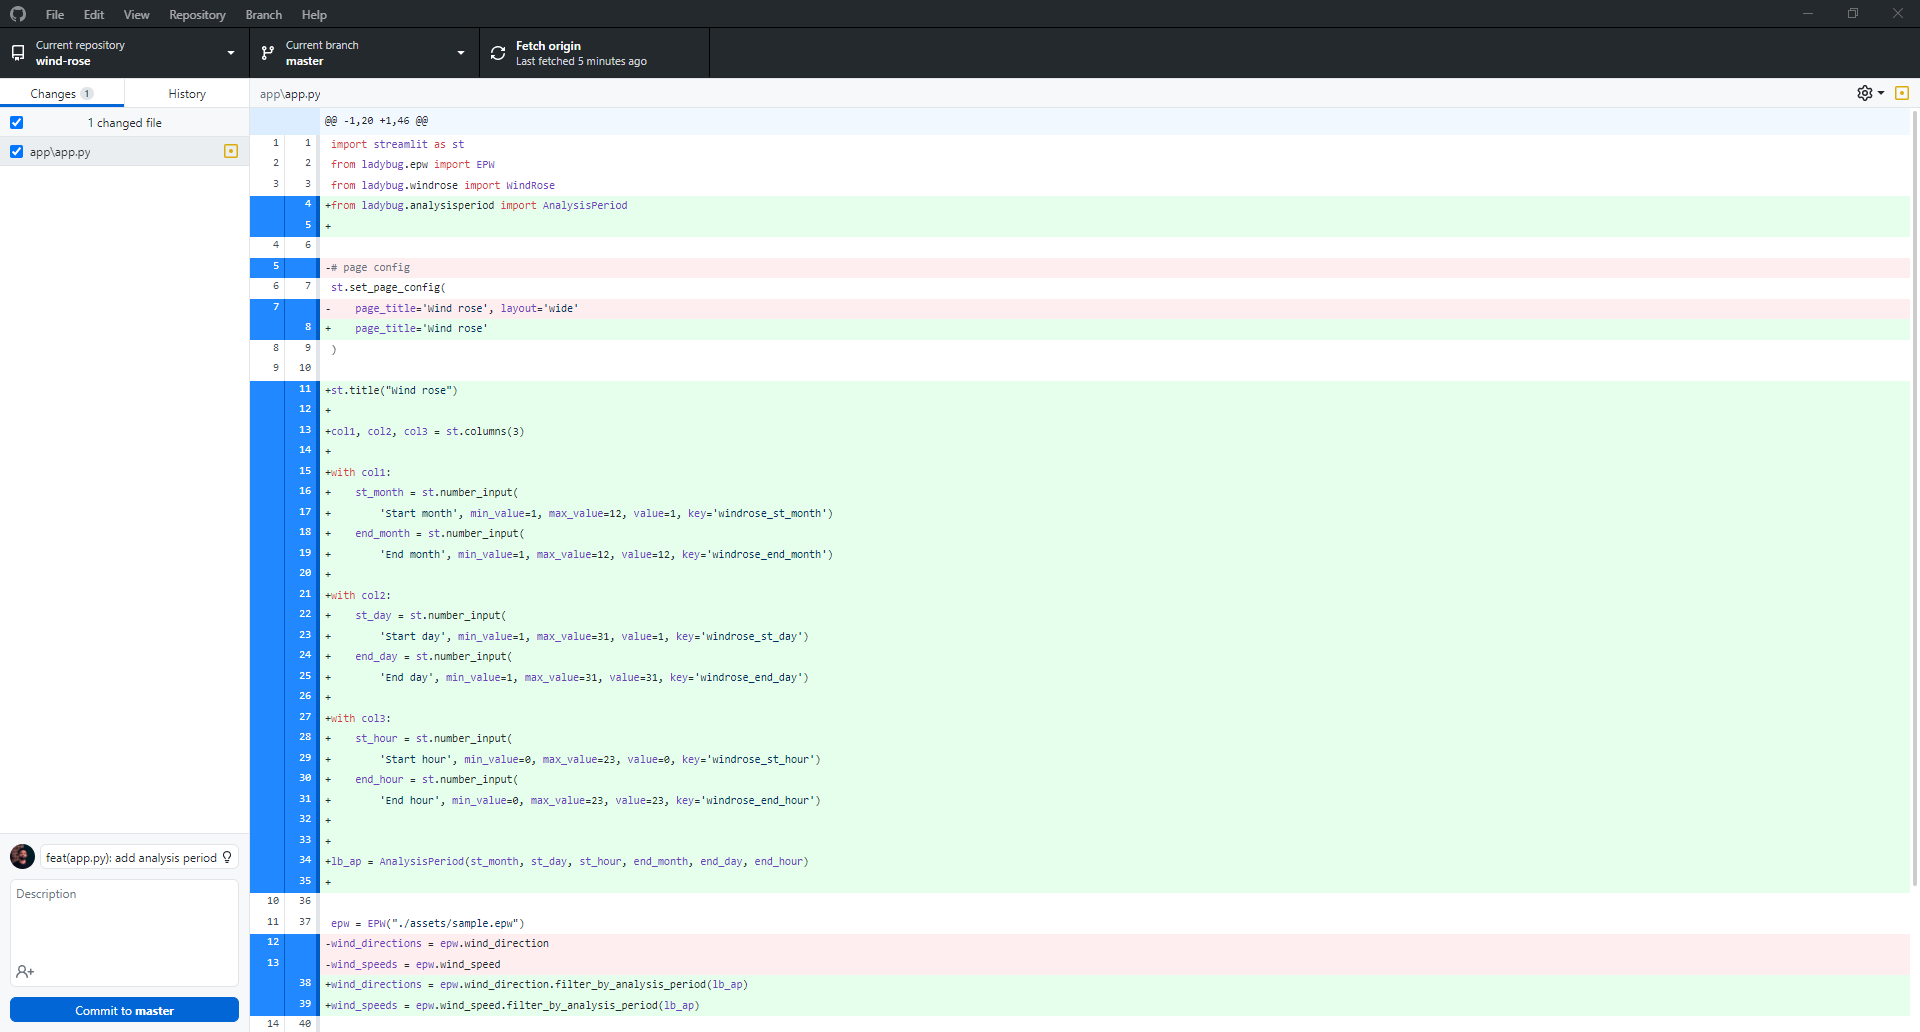 File Edit View Repository Branch Help
Current repository
wind-rose
Current branch
master
Fetch origin
Last fetched 5 minutes ago
Changes 1 History
app\app.py
1 changed file
app\app.py
@@ -1,20 +1,46 @@
1 1 import streamlit as st
2 2 from ladybug.epw import EPW
3 3 from ladybug.windrose import WindRose
4 +from ladybug.analysisperiod import AnalysisPeriod
5 +
4 6
5 -# page config
6 7 st.set_page_config(
7 -    page_title='Wind rose', layout='wide'
8 +    page_title='Wind rose'
8 9 )
9 10
11 +st.title("Wind rose")
12 +
13 +col1, col2, col3 = st.columns(3)
14 +
15 +with col1:
16 +    st_month = st.number_input(
17 +        'Start month', min_value=1, max_value=12, value=1, key='windrose_st_month')
18 +    end_month = st.number_input(
19 +        'End month', min_value=1, max_value=12, value=12, key='windrose_end_month')
20 +
21 +with col2:
22 +    st_day = st.number_input(
23 +        'Start day', min_value=1, max_value=31, value=1, key='windrose_st_day')
24 +    end_day = st.number_input(
25 +        'End day', min_value=1, max_value=31, value=31, key='windrose_end_day')
26 +
27 +with col3:
28 +    st_hour = st.number_input(
29 +        'Start hour', min_value=0, max_value=23, value=0, key='windrose_st_hour')
30 +    end_hour = st.number_input(
31 +        'End hour', min_value=0, max_value=23, value=23, key='windrose_end_hour')
32 +
33 +
34 +lb_ap = AnalysisPeriod(st_month, st_day, st_hour, end_month, end_day, end_hour)
35 +
10 36
11 37 epw = EPW("./assets/sample.epw")
12 -wind_directions = epw.wind_direction
13 -wind_speeds = epw.wind_speed
38 +wind_directions = epw.wind_direction.filter_by_analysis_period(lb_ap)
39 +wind_speeds = epw.wind_speed.filter_by_analysis_period(lb_ap)
14 40
feat(app.py): add analysis period
Description
Commit to master